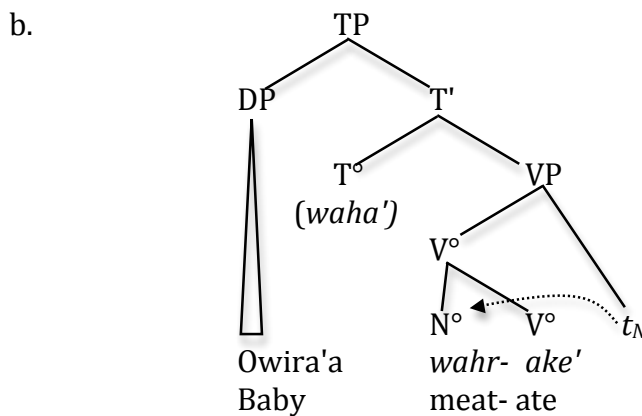 b.
TP
DP T'
T° VP
(waha')
V°
N° V° tN
Owira'a wahr- ake'
Baby meat- ate